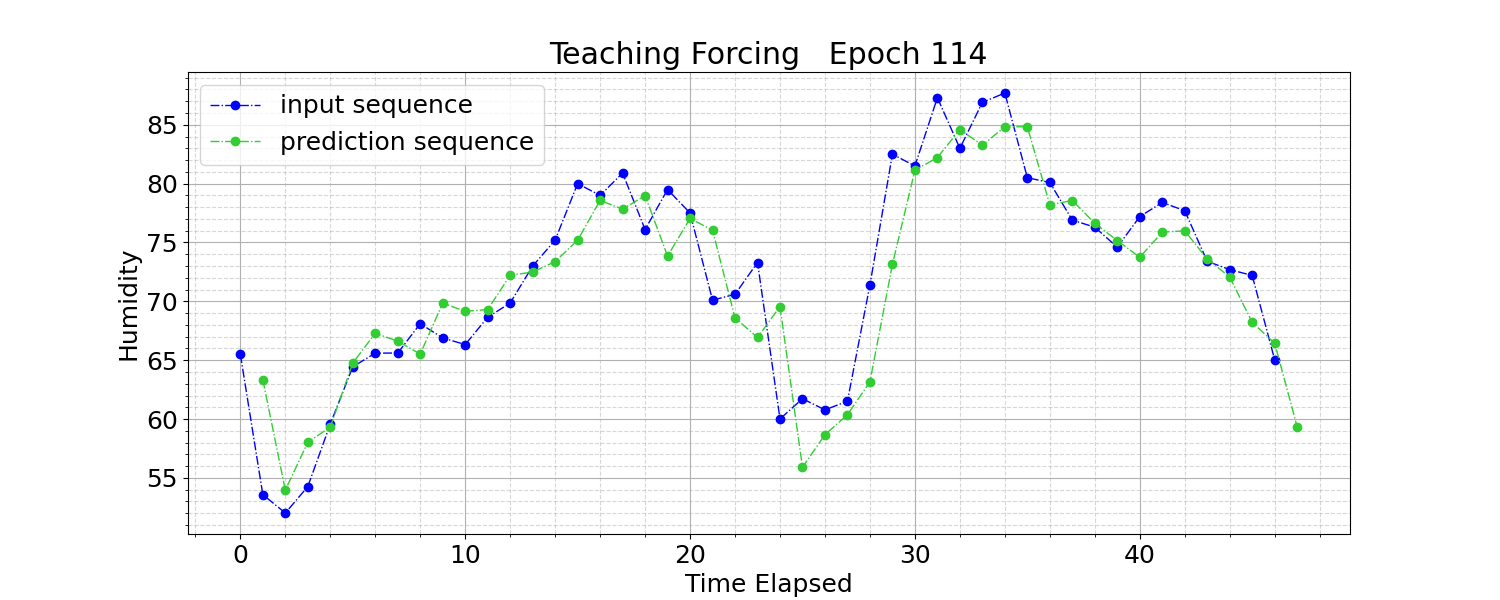 Teaching Forcing   Epoch 114
input sequence
prediction sequence
Humidity
85
80
75
70
65
60
55
0 10 20 30 40
Time Elapsed